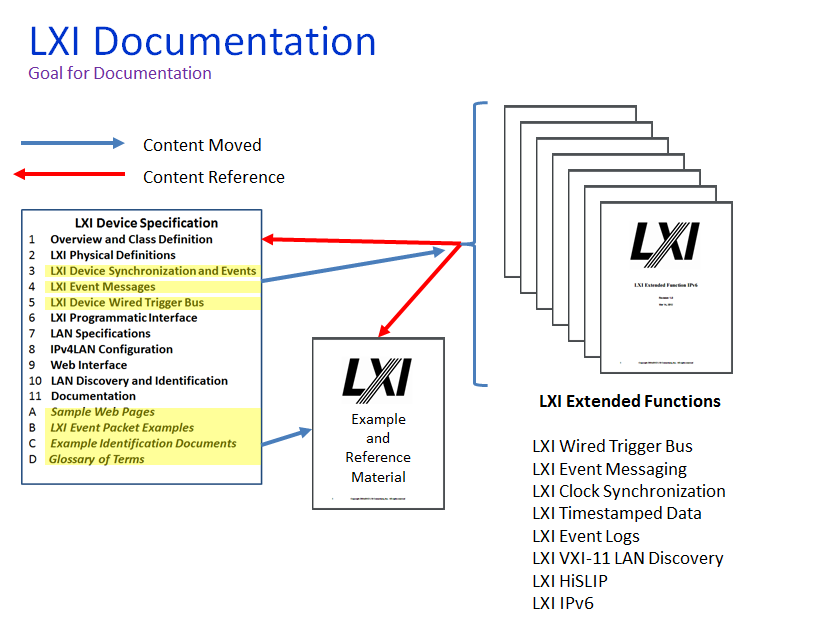 LXI Documentation
Goal for Documentation
Content Moved
Content Reference
LXI Device Specification
1 Overview and Class Definition
2 LXI Physical Definitions
3 LXI Device Synchronization and Events
4 LXI Event Messages
5 LXI Device Wired Trigger Bus
6 LXI Programmatic Interface
7 LAN Specifications
8 IPv4LAN Configuration
9 Web Interface
10 LAN Discovery and Identification
11 Documentation
A Sample Web Pages
B LXI Event Packet Examples
C Example Identification Documents
D Glossary of Terms
LXI
Example
and
Reference
Material
LXI
LXI Extended Function IPv6
LXI Extended Functions
LXI Wired Trigger Bus
LXI Event Messaging
LXI Clock Synchronization
LXI Timestamped Data
LXI Event Logs
LXI VXI-11 LAN Discovery
LXI HiSLIP
LXI IPv6